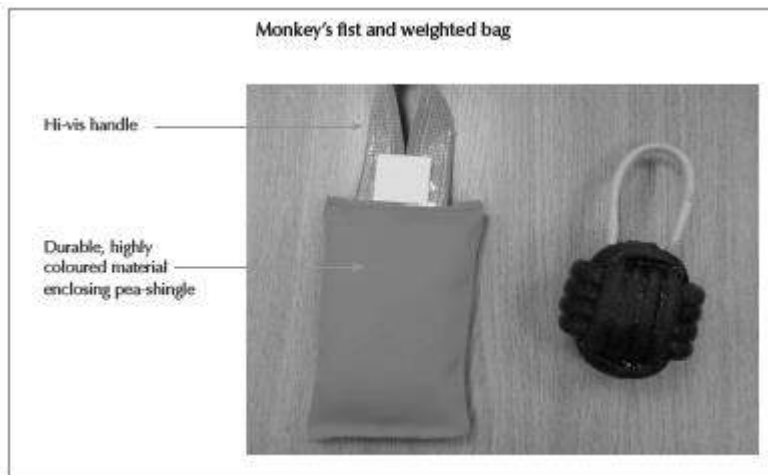 Monkey's fist and weighted bag
Hi-vis handle
Durable, highly
coloured material
enclosing pea-shingle